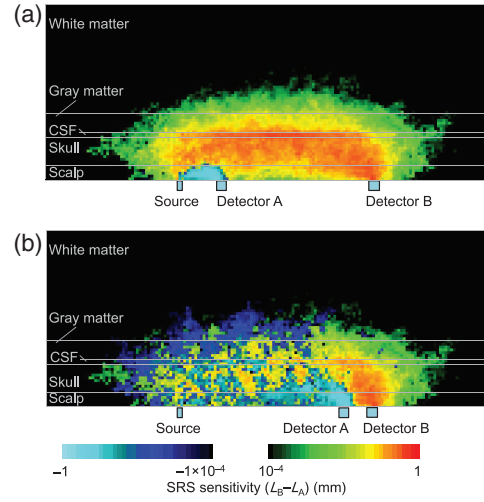 (a)
White matter
Gray matter
CSF
Skull
Scalp
Source Detector A Detector B
(b)
White matter
Gray matter
CSF
Skull
Scalp
Source Detector A Detector B
−1 −1×10⁻⁴ 10⁻⁴ 1
SRS sensitivity (L_B−L_A) (mm)